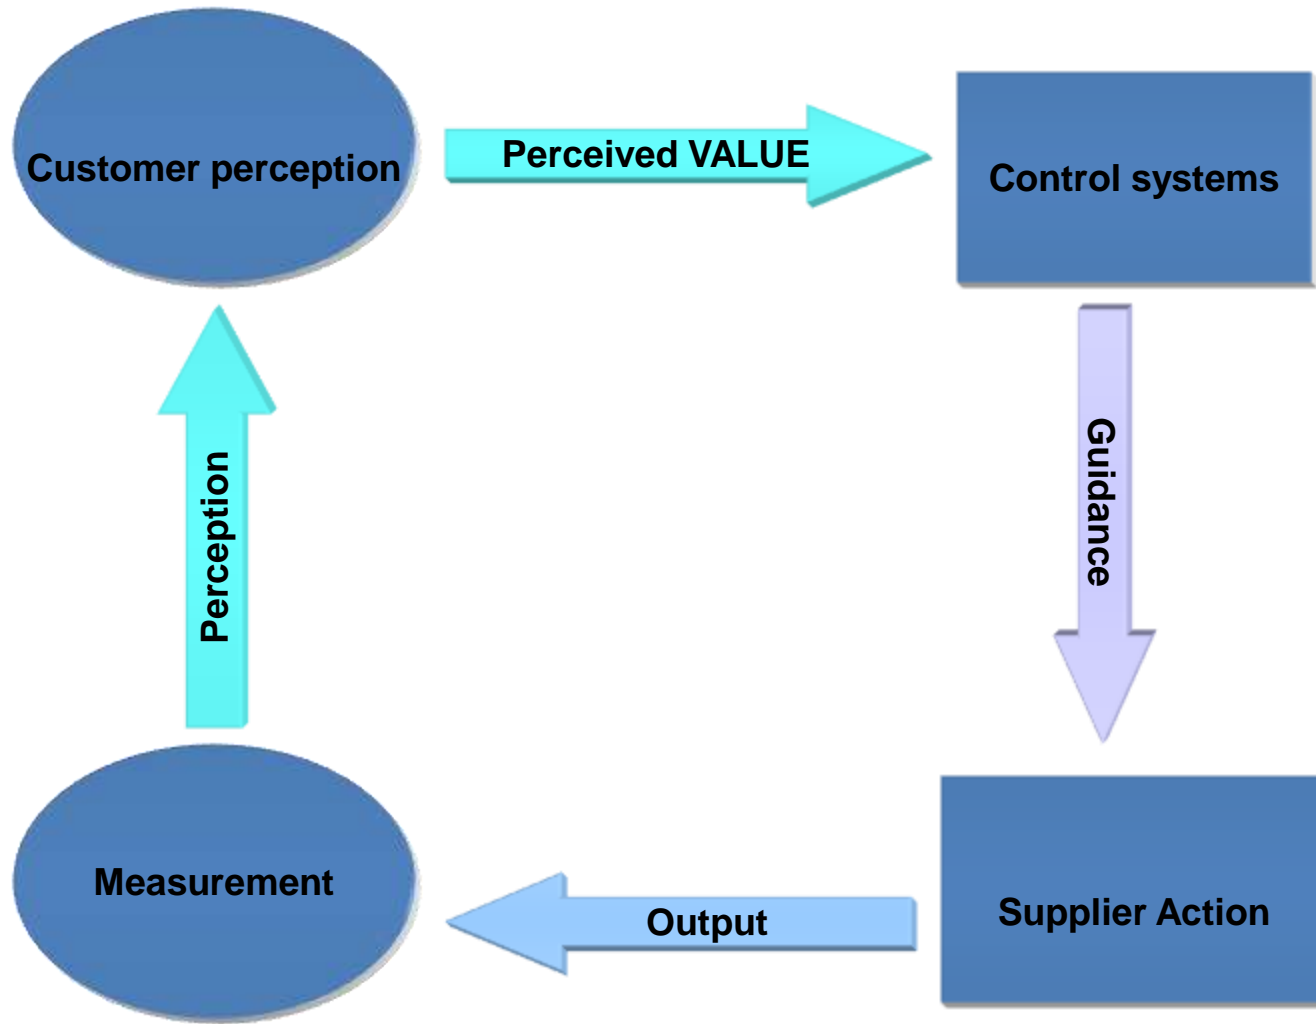 Customer perception
Perceived VALUE
Control systems
Guidance
Perception
Measurement
Output
Supplier Action